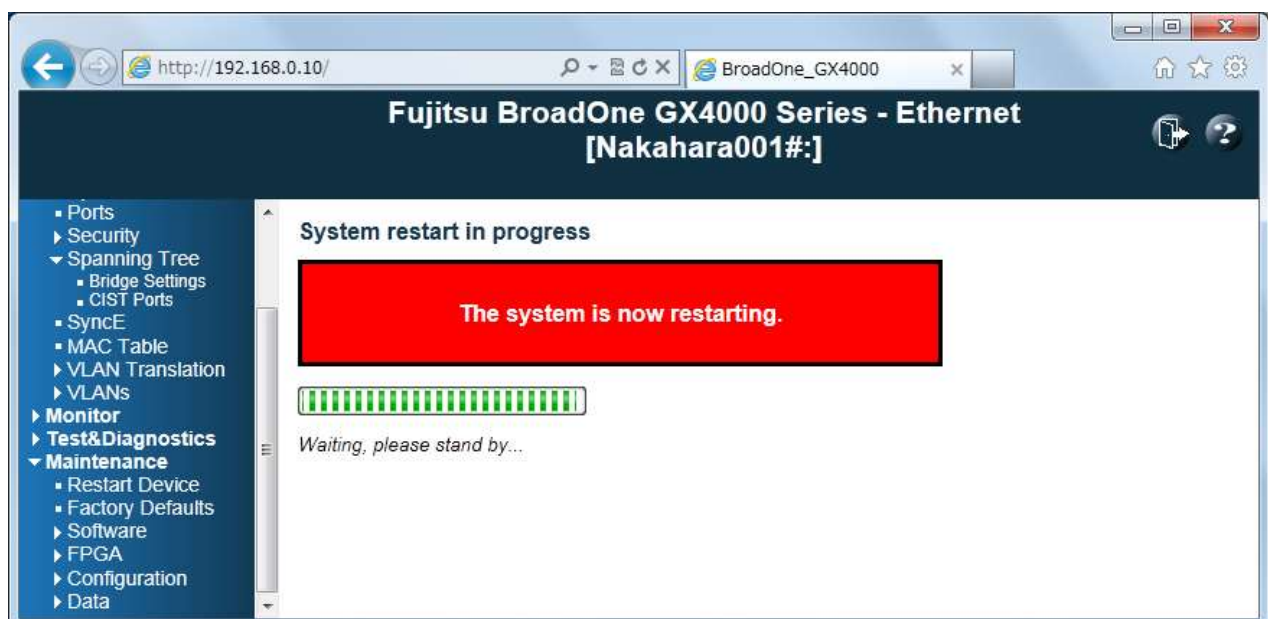 http://192.168.0.10/
BroadOne_GX4000
Fujitsu BroadOne GX4000 Series - Ethernet
[Nakahara001#:]
Ports
Security
Spanning Tree
Bridge Settings
CIST Ports
SyncE
MAC Table
VLAN Translation
VLANs
Monitor
Test&Diagnostics
Maintenance
Restart Device
Factory Defaults
Software
FPGA
Configuration
Data
System restart in progress
The system is now restarting.
Waiting, please stand by...